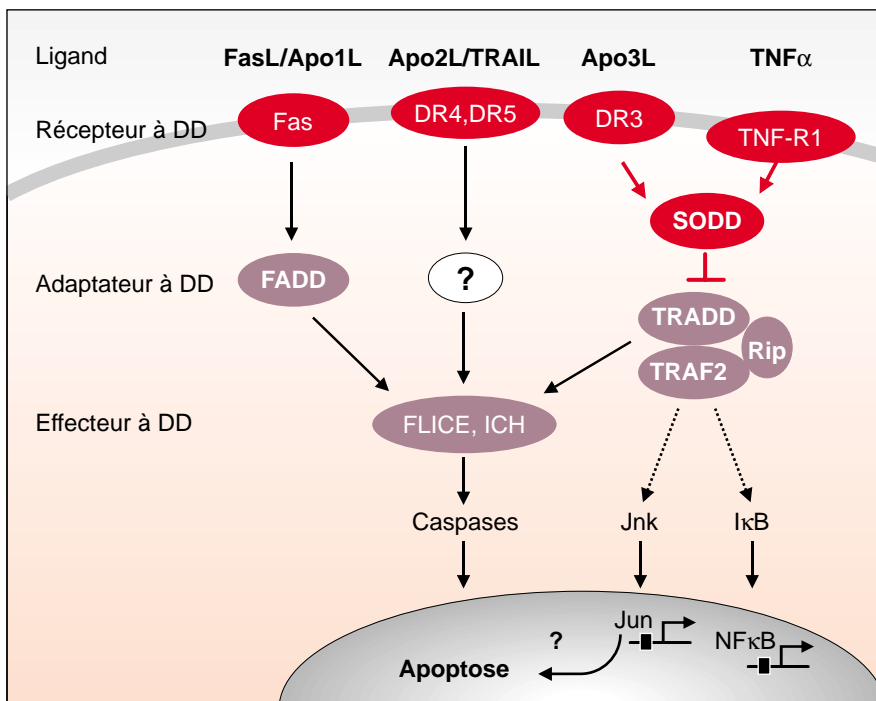 Ligand FasL/Apo1L Apo2L/TRAIL Apo3L TNFα
Récepteur à DD Fas DR4,DR5 DR3 TNF-R1
SODD
Adaptateur à DD FADD ? TRADD
Rip
TRAF2
Effecteur à DD FLICE, ICH
Caspases Jnk IκB
Jun
? NFκB
Apoptose